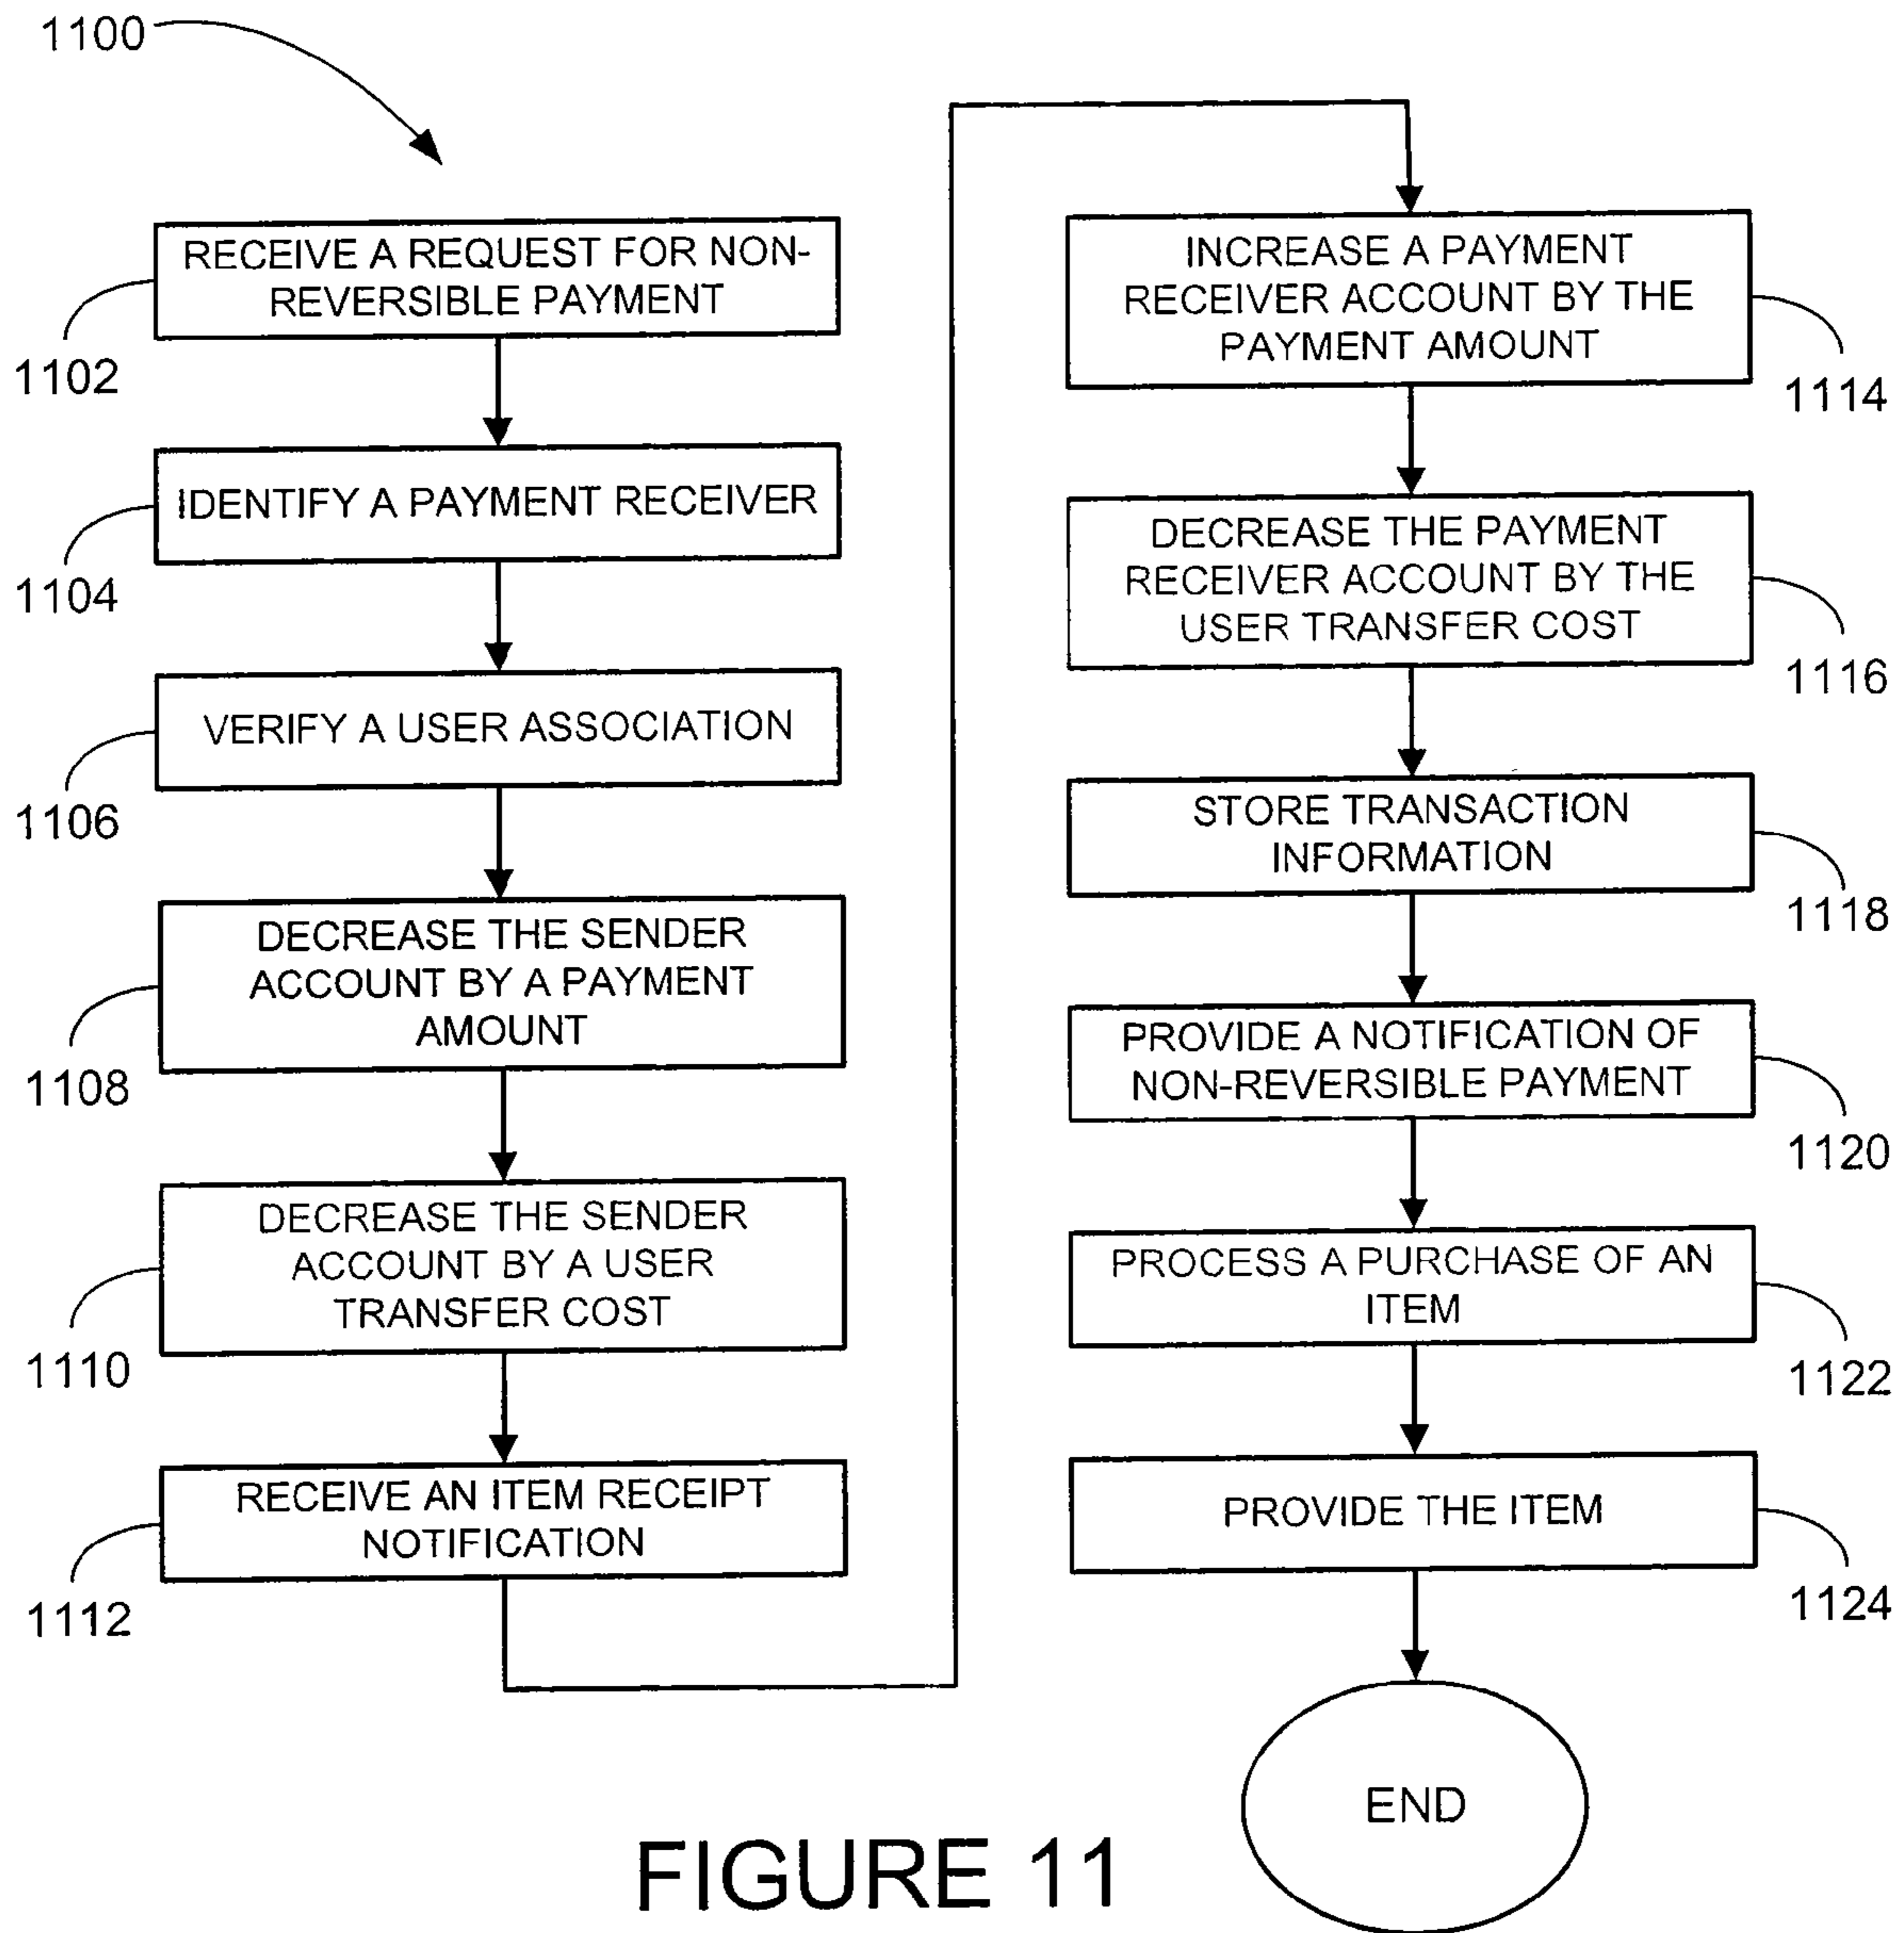 1100
RECEIVE A REQUEST FOR NON-
REVERSIBLE PAYMENT
1102
IDENTIFY A PAYMENT RECEIVER
1104
VERIFY A USER ASSOCIATION
1106
DECREASE THE SENDER
ACCOUNT BY A PAYMENT
AMOUNT
1108
DECREASE THE SENDER
ACCOUNT BY A USER
TRANSFER COST
1110
RECEIVE AN ITEM RECEIPT
NOTIFICATION
1112
INCREASE A PAYMENT
RECEIVER ACCOUNT BY THE
PAYMENT AMOUNT
1114
DECREASE THE PAYMENT
RECEIVER ACCOUNT BY THE
USER TRANSFER COST
1116
STORE TRANSACTION
INFORMATION
1118
PROVIDE A NOTIFICATION OF
NON-REVERSIBLE PAYMENT
1120
PROCESS A PURCHASE OF AN
ITEM
1122
PROVIDE THE ITEM
1124
END
FIGURE 11